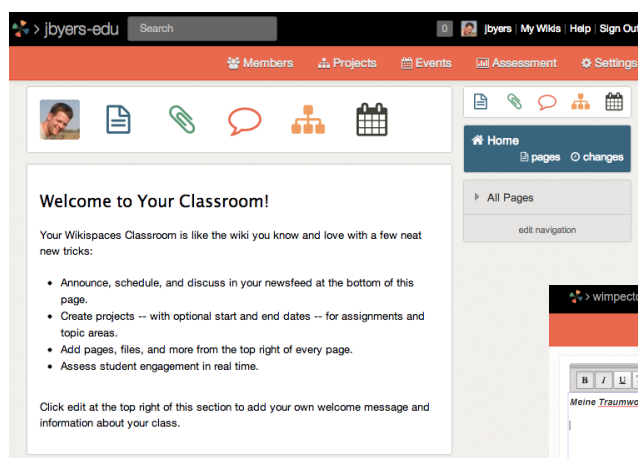 > jbyers-edu Search 0 jbyers | My Wikis | Help | Sign Out
Members Projects Events Assessment Settings
Home
pages changes
All Pages
edit navigation
Welcome to Your Classroom!
Your Wikispaces Classroom is like the wiki you know and love with a few neat
new tricks:
• Announce, schedule, and discuss in your newsfeed at the bottom of this
page.
• Create projects -- with optional start and end dates -- for assignments and
topic areas.
• Add pages, files, and more from the top right of every page.
• Assess student engagement in real time.
Click edit at the top right of this section to add your own welcome message and
information about your class.
> wimpecto
B I U
Meine Traumwo